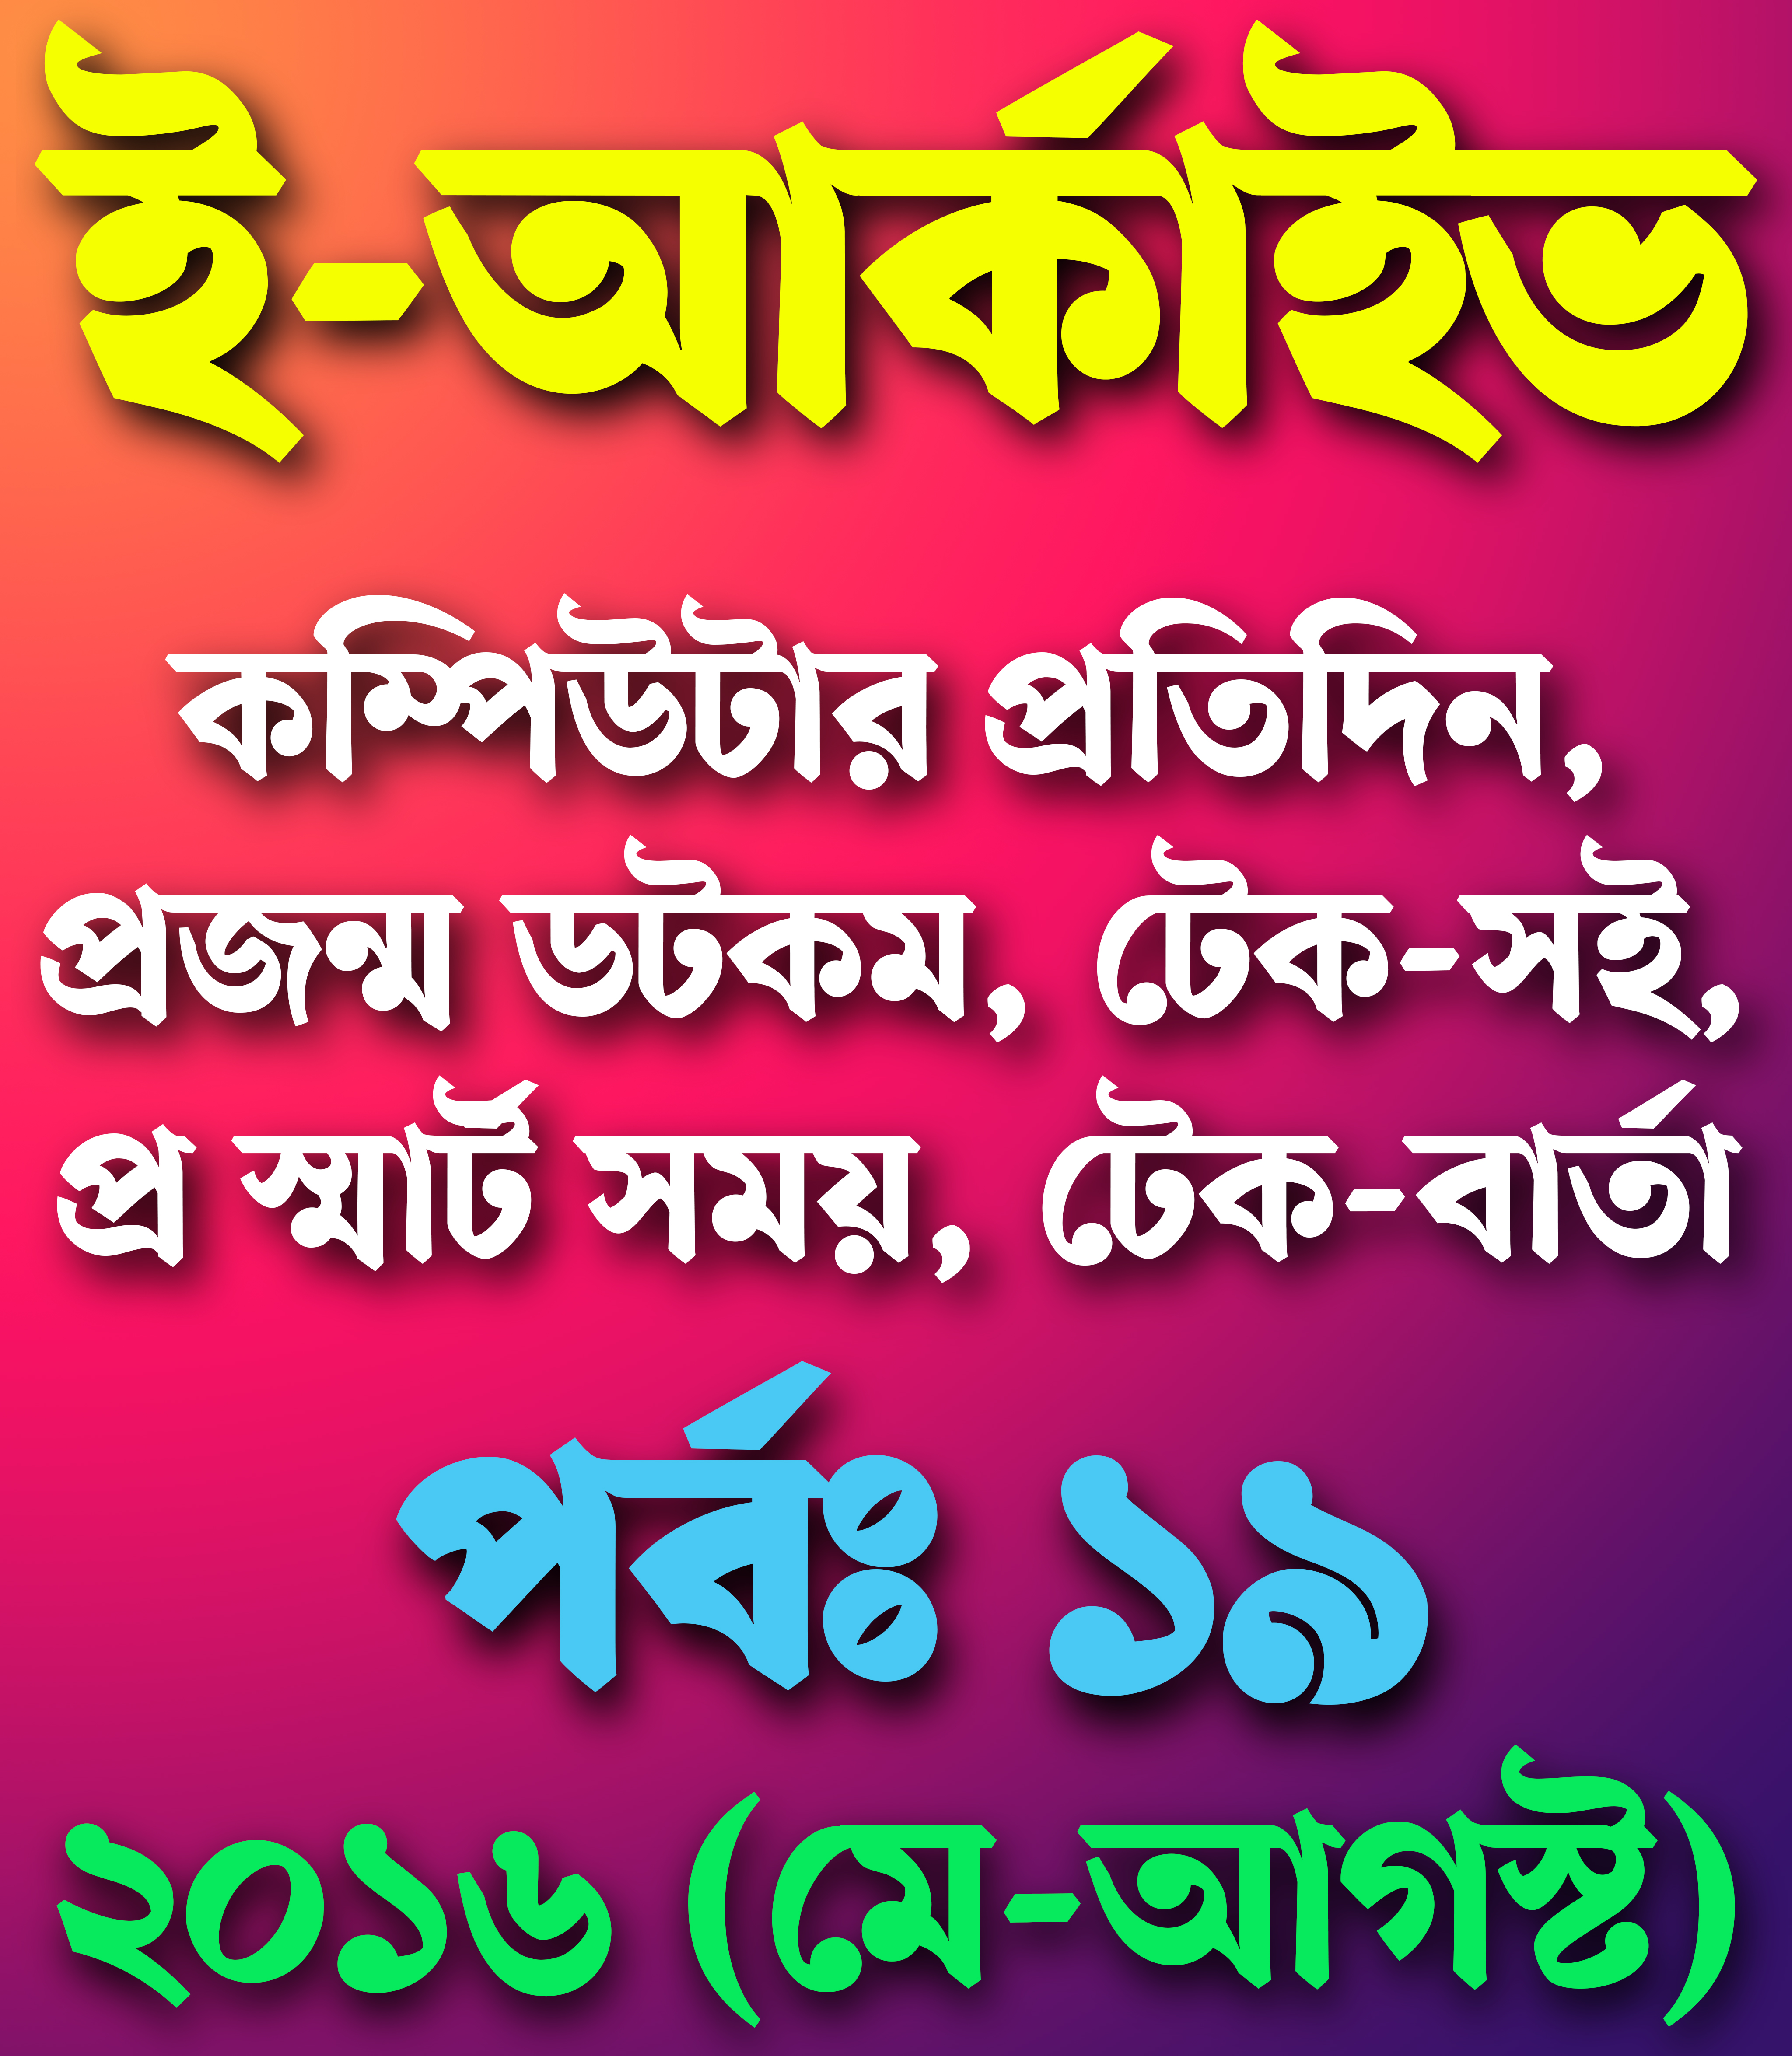 ই-আর্কাইভ
কম্পিউটার প্রতিদিন,
প্রজন্ম ডটকম, টেক-সই,
প্র স্মার্ট সময়, টেক-বার্তা
পর্বঃ ১৯
২০১৬ (মে-আগস্ট)